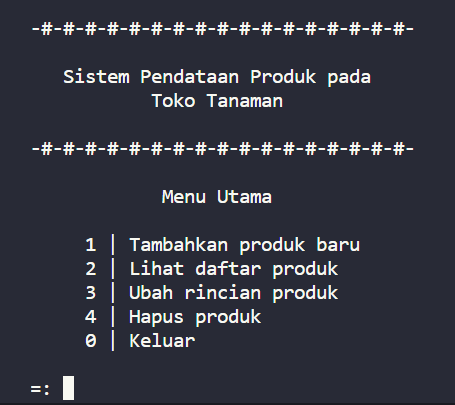 -#-#-#-#-#-#-#-#-#-#-#-#-#-#-#-#-#-
Sistem Pendataan Produk pada
Toko Tanaman
-#-#-#-#-#-#-#-#-#-#-#-#-#-#-#-#-#-
Menu Utama
1 | Tambahkan produk baru
2 | Lihat daftar produk
3 | Ubah rincian produk
4 | Hapus produk
0 | Keluar
=: